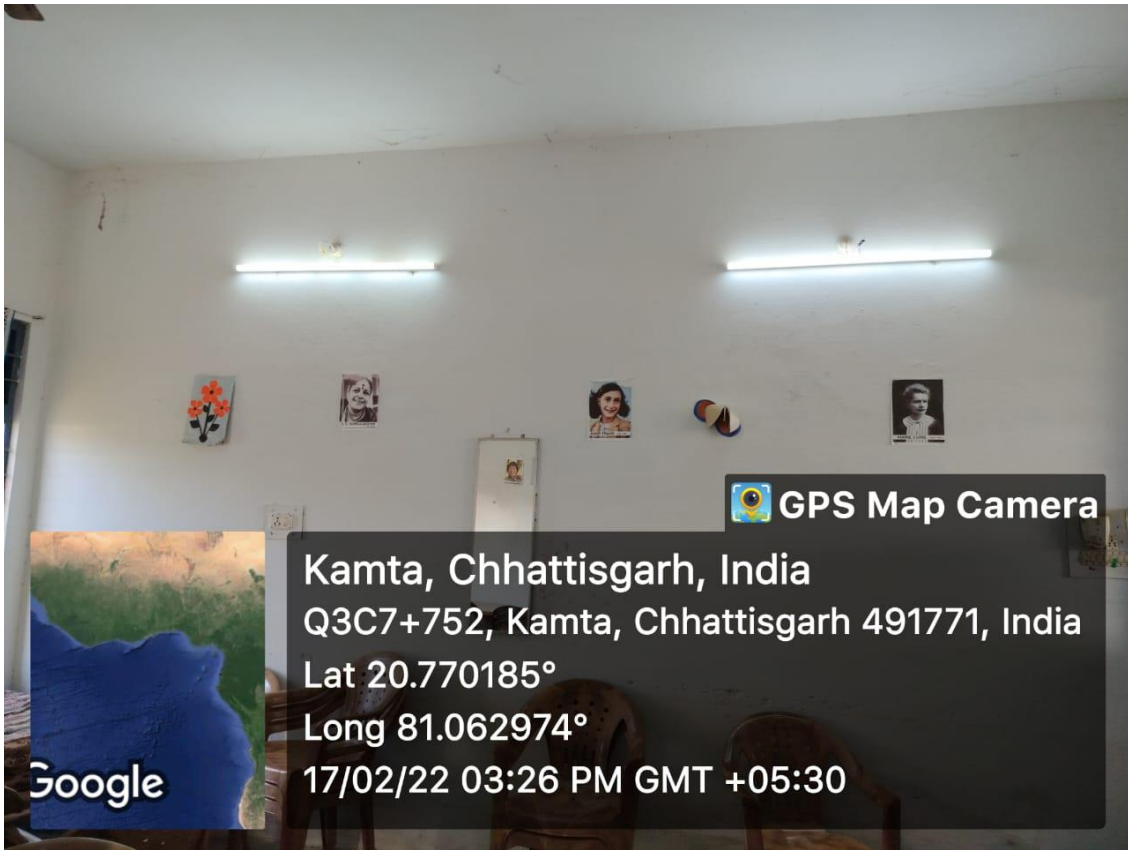 GPS Map Camera
Kamta, Chhattisgarh, India
Q3C7+752, Kamta, Chhattisgarh 491771, India
Lat 20.770185°
Long 81.062974°
17/02/22 03:26 PM GMT +05:30
Google